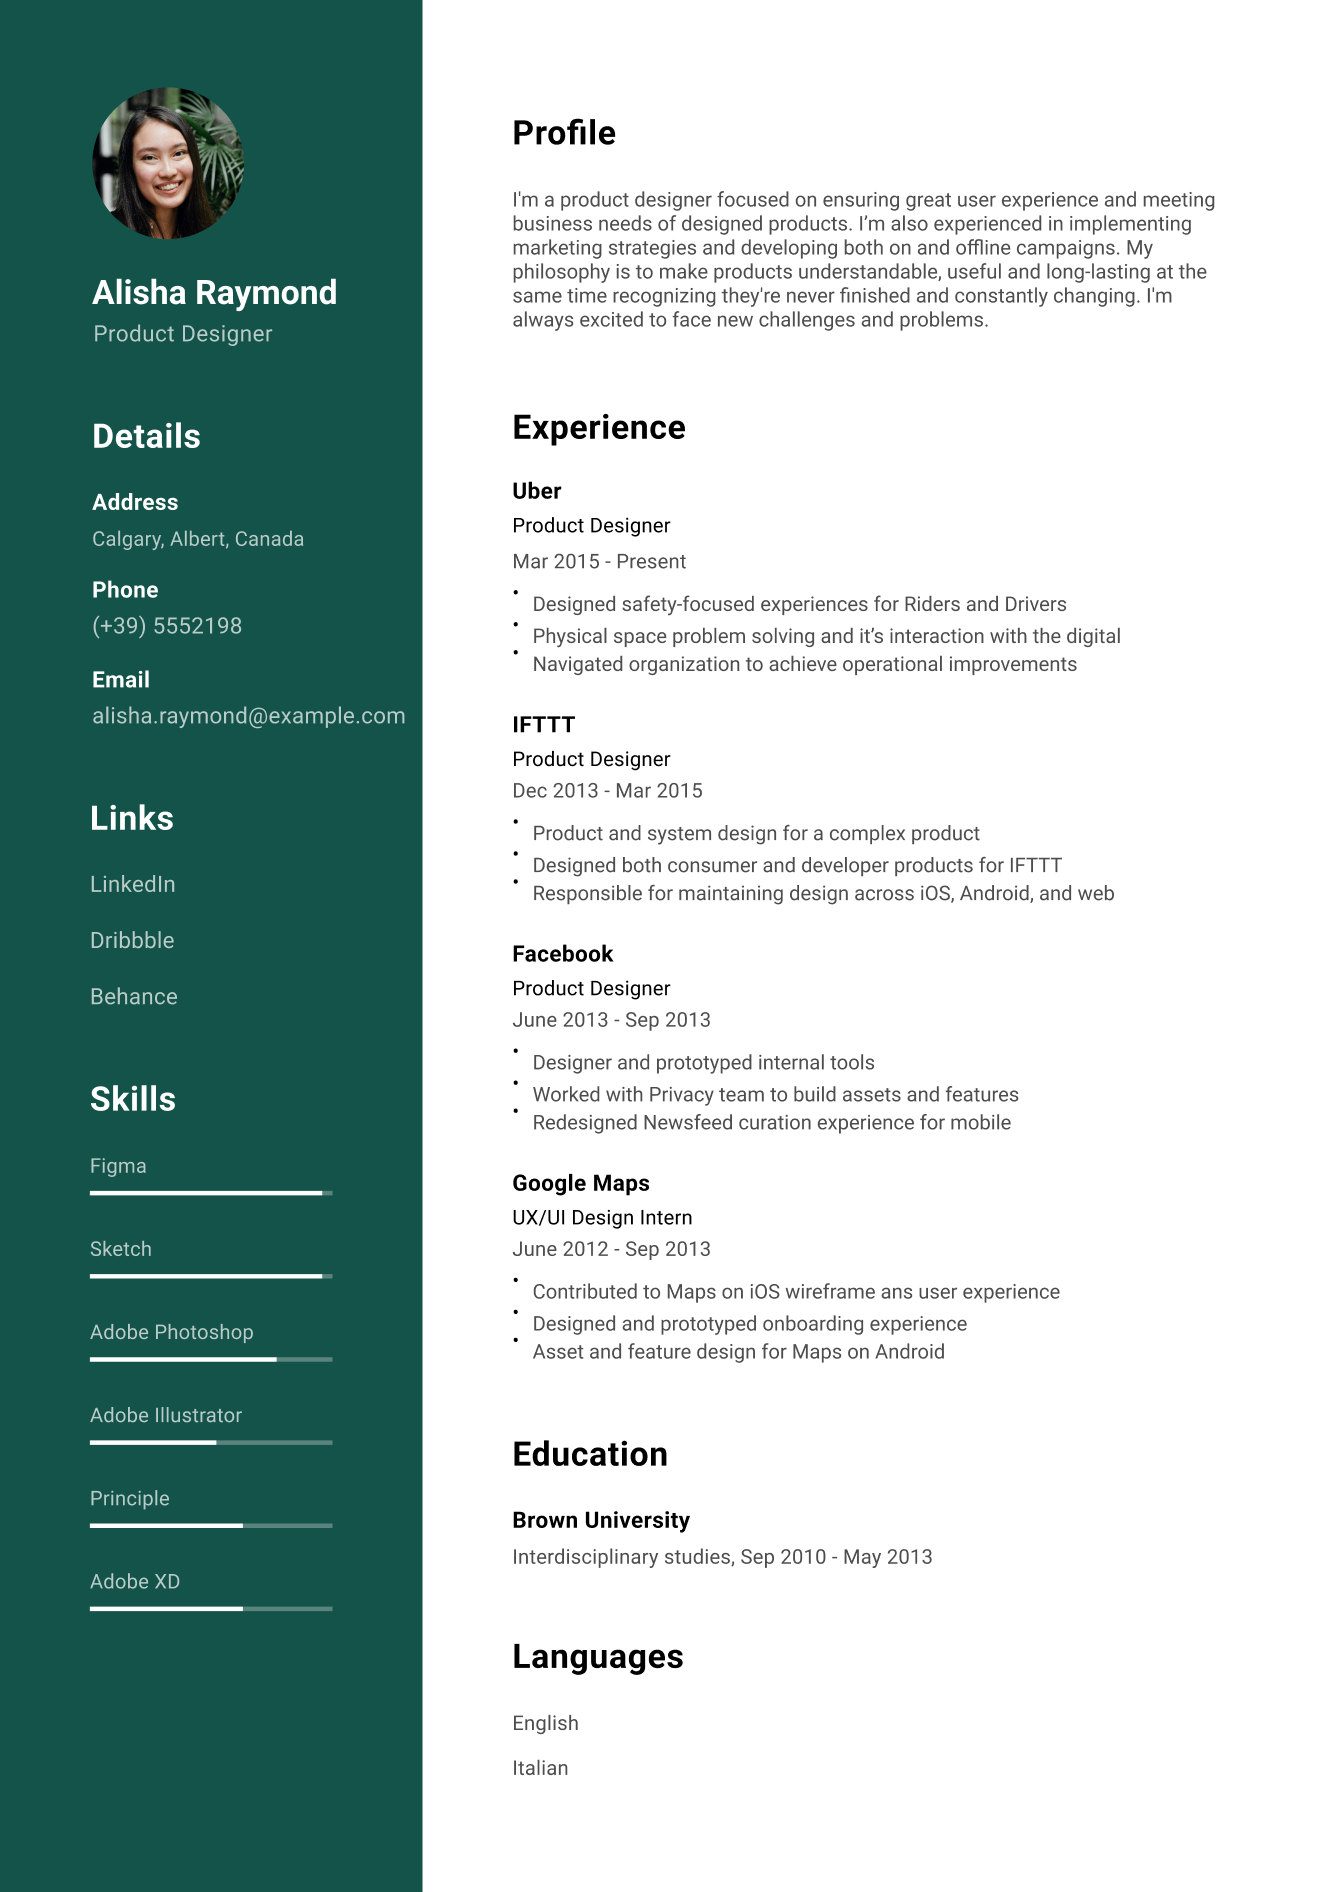 Alisha Raymond
Product Designer
Details
Address
Calgary, Albert, Canada
Phone
(+39) 5552198
Email
alisha.raymond@example.com
Links
LinkedIn
Dribbble
Behance
Skills
Figma
Sketch
Adobe Photoshop
Adobe Illustrator
Principle
Adobe XD
Profile
I'm a product designer focused on ensuring great user experience and meeting
business needs of designed products. I’m also experienced in implementing
marketing strategies and developing both on and offline campaigns. My
philosophy is to make products understandable, useful and long-lasting at the
same time recognizing they're never finished and constantly changing. I'm
always excited to face new challenges and problems.
Experience
Uber
Product Designer
Mar 2015 - Present
• Designed safety-focused experiences for Riders and Drivers
• Physical space problem solving and it’s interaction with the digital
• Navigated organization to achieve operational improvements
IFTTT
Product Designer
Dec 2013 - Mar 2015
• Product and system design for a complex product
• Designed both consumer and developer products for IFTTT
• Responsible for maintaining design across iOS, Android, and web
Facebook
Product Designer
June 2013 - Sep 2013
• Designer and prototyped internal tools
• Worked with Privacy team to build assets and features
• Redesigned Newsfeed curation experience for mobile
Google Maps
UX/UI Design Intern
June 2012 - Sep 2013
• Contributed to Maps on iOS wireframe ans user experience
• Designed and prototyped onboarding experience
• Asset and feature design for Maps on Android
Education
Brown University
Interdisciplinary studies, Sep 2010 - May 2013
Languages
English
Italian